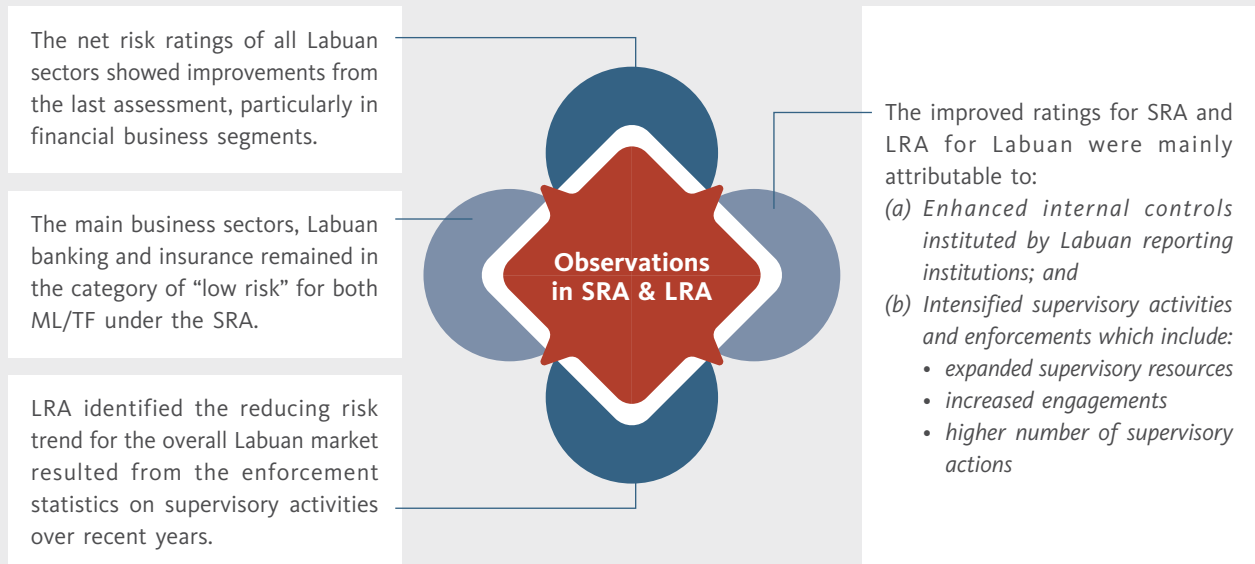 The net risk ratings of all Labuan
sectors showed improvements from
the last assessment, particularly in
financial business segments.
The main business sectors, Labuan
banking and insurance remained in
the category of “low risk” for both
ML/TF under the SRA.
LRA identified the reducing risk
trend for the overall Labuan market
resulted from the enforcement
statistics on supervisory activities
over recent years.
Observations
in SRA & LRA
The improved ratings for SRA and
LRA for Labuan were mainly
attributable to:
(a) Enhanced internal controls
instituted by Labuan reporting
institutions; and
(b) Intensified supervisory activities
and enforcements which include:
• expanded supervisory resources
• increased engagements
• higher number of supervisory
actions